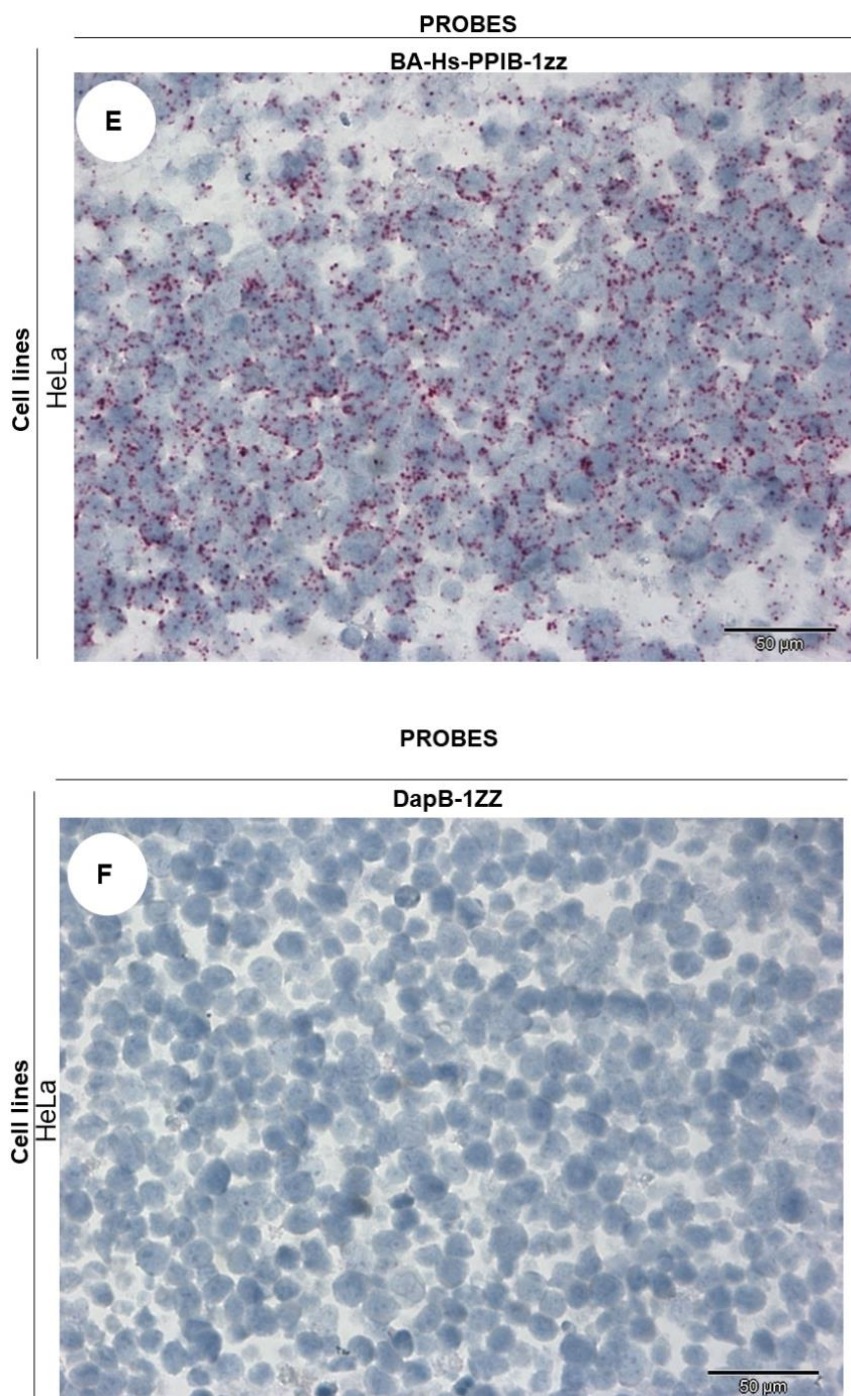 PROBES
BA-Hs-PPIB-1zz
E
Cell lines
HeLa
50 µm
PROBES
DapB-1ZZ
F
Cell lines
HeLa
50 µm